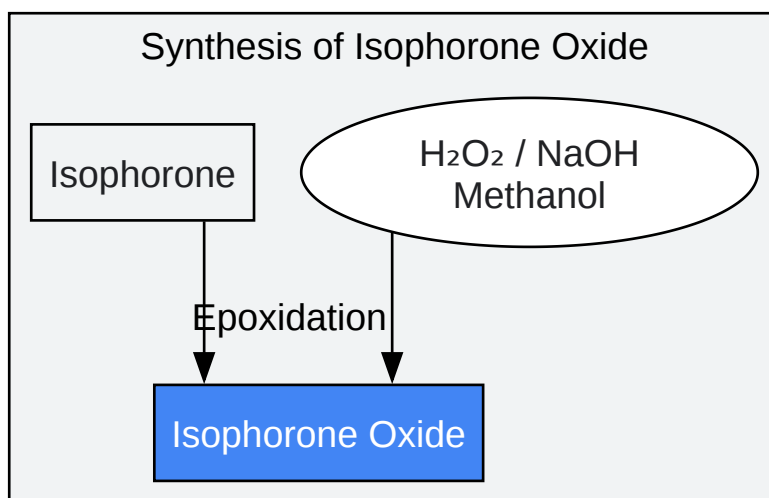 Synthesis of Isophorone Oxide
Isophorone
H₂O₂ / NaOH
Methanol
Epoxidation
Isophorone Oxide